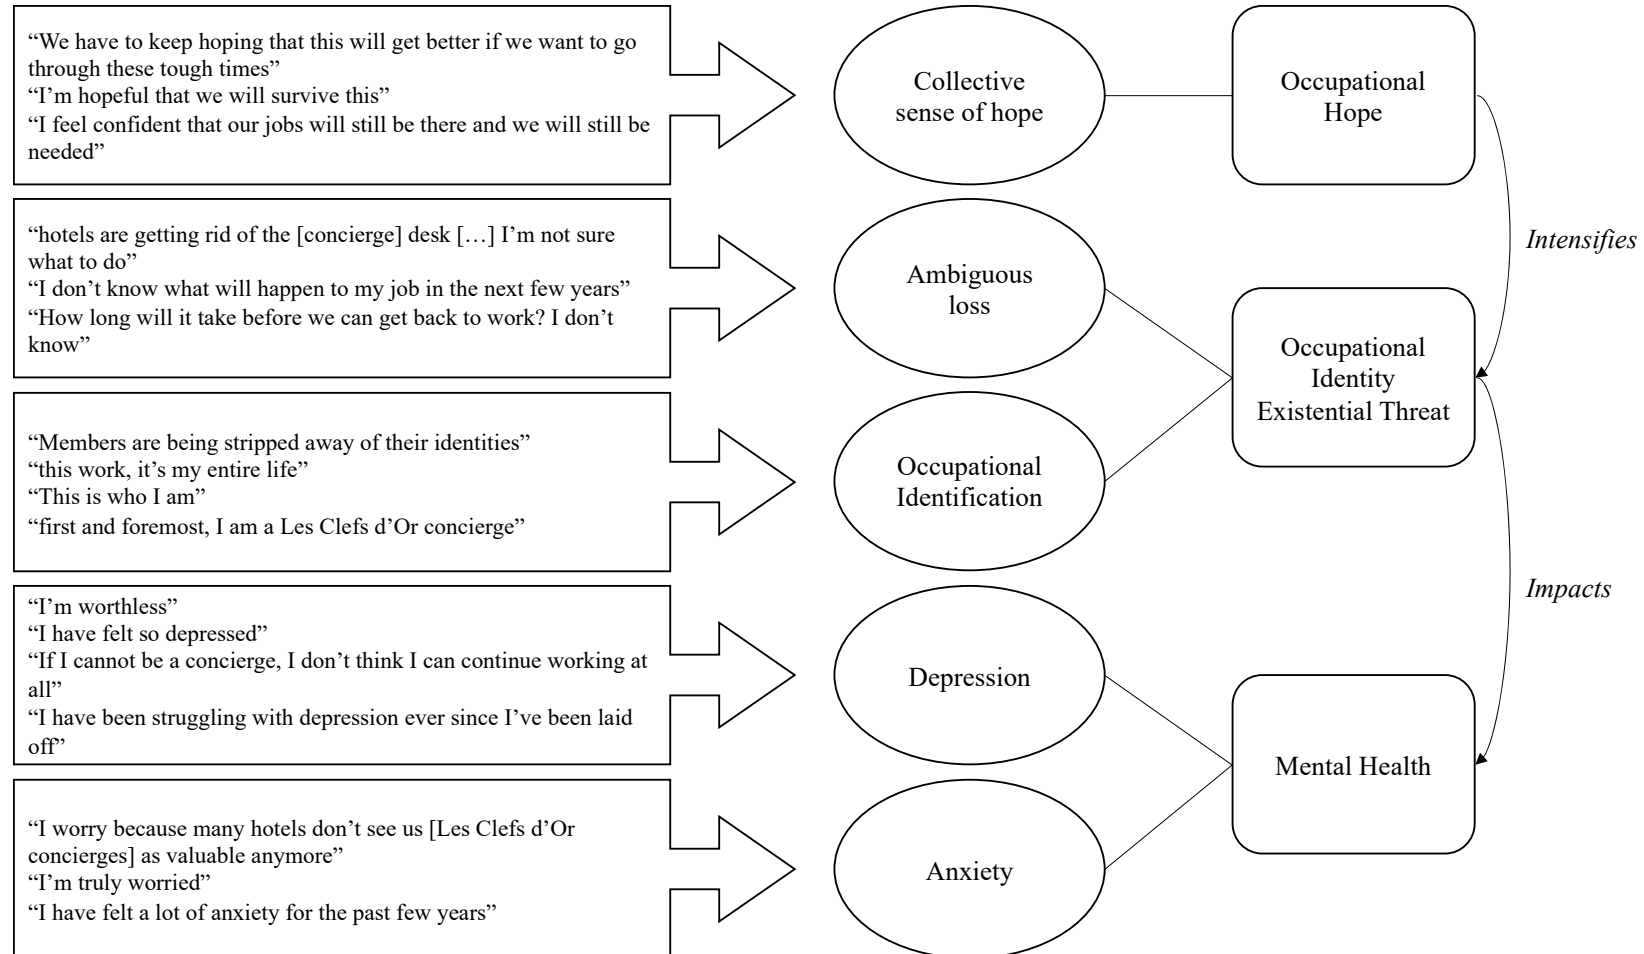 “We have to keep hoping that this will get better if we want to go
through these tough times”
“I’m hopeful that we will survive this”
“I feel confident that our jobs will still be there and we will still be
needed”
Collective
sense of hope
Occupational
Hope
Intensifies
“hotels are getting rid of the [concierge] desk […] I’m not sure
what to do”
“I don’t know what will happen to my job in the next few years”
“How long will it take before we can get back to work? I don’t
know”
Ambiguous
loss
Occupational
Identity
Existential Threat
“Members are being stripped away of their identities”
“this work, it’s my entire life”
“This is who I am”
“first and foremost, I am a Les Clefs d’Or concierge”
Occupational
Identification
Impacts
“I’m worthless”
“I have felt so depressed”
“If I cannot be a concierge, I don’t think I can continue working at
all”
“I have been struggling with depression ever since I’ve been laid
off”
Depression
Mental Health
“I worry because many hotels don’t see us [Les Clefs d’Or
concierges] as valuable anymore”
“I’m truly worried”
“I have felt a lot of anxiety for the past few years”
Anxiety